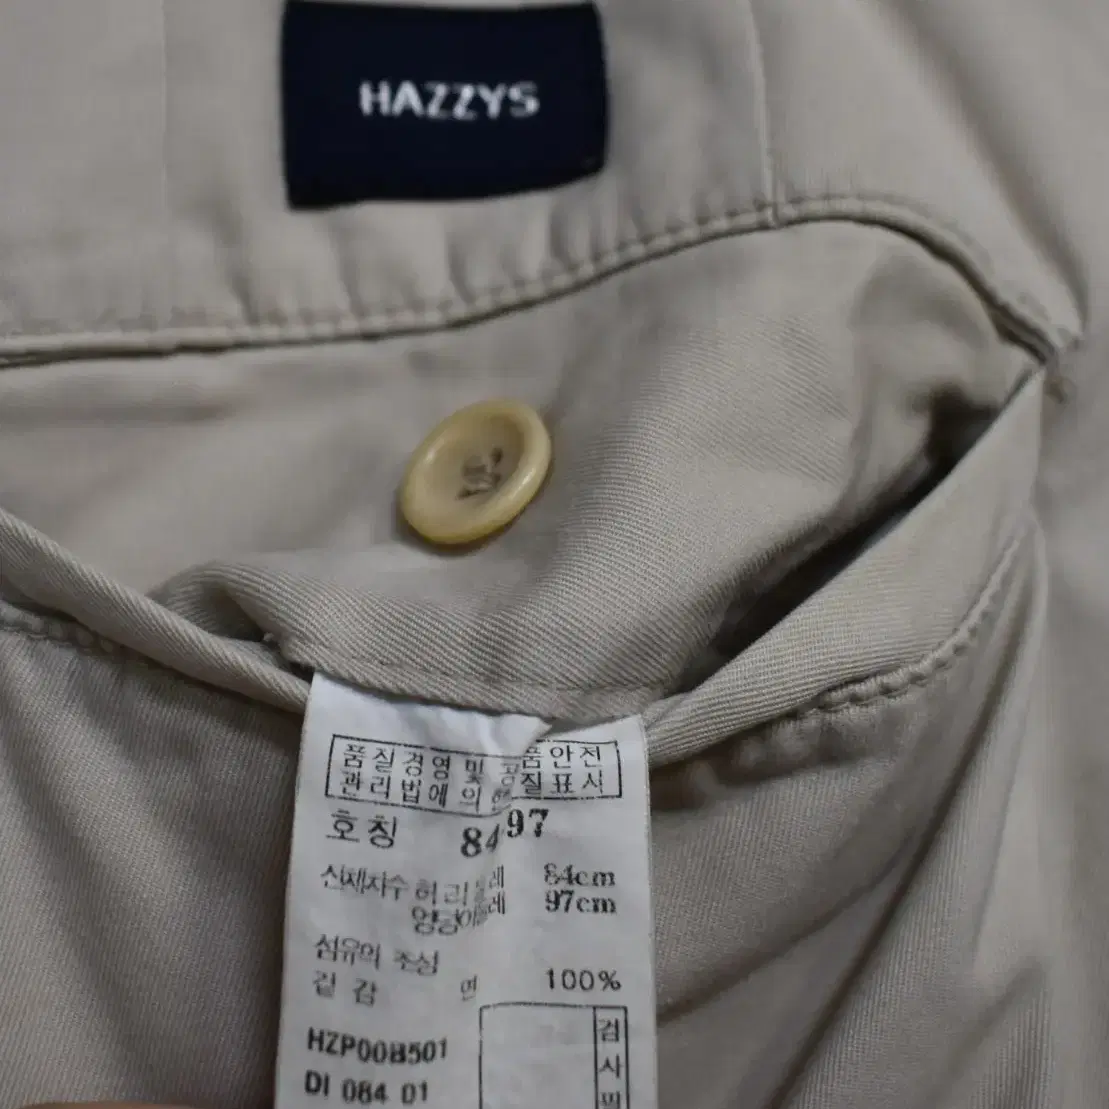 HAZZYS
품질경영 및 공 품안전
관리법에 의한 질표시
호칭 84 97
신체치수 허리둘레 84cm
엉덩이둘레 97cm
섬유의 조성
겉감 면 100%
HZP00B501
DI 084 01
검사